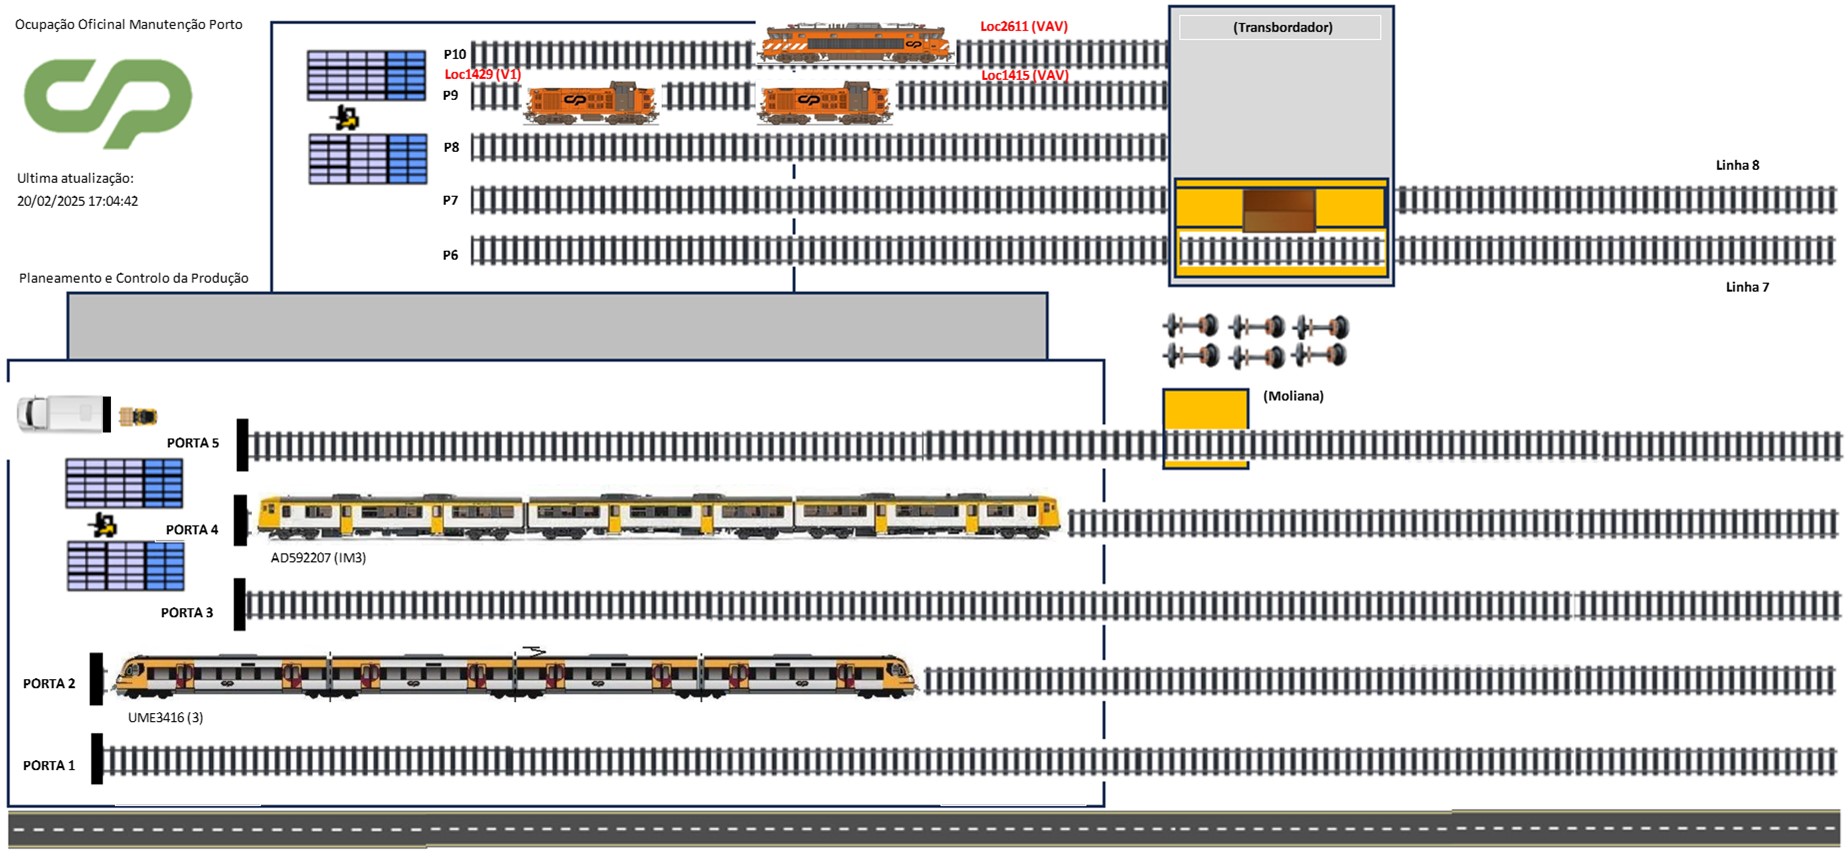 Ocupação Oficinal Manutenção Porto
Loc2611 (VAV)
(Transbordador)
P10
Loc1429 (V1)
Loc1415 (VAV)
P9
P8
Ultima atualização:
20/02/2025 17:04:42
Linha 8
P7
P6
Planeamento e Controlo da Produção
Linha 7
(Moliana)
PORTA 5
PORTA 4
AD592207 (IM3)
PORTA 3
PORTA 2
UME3416 (3)
PORTA 1